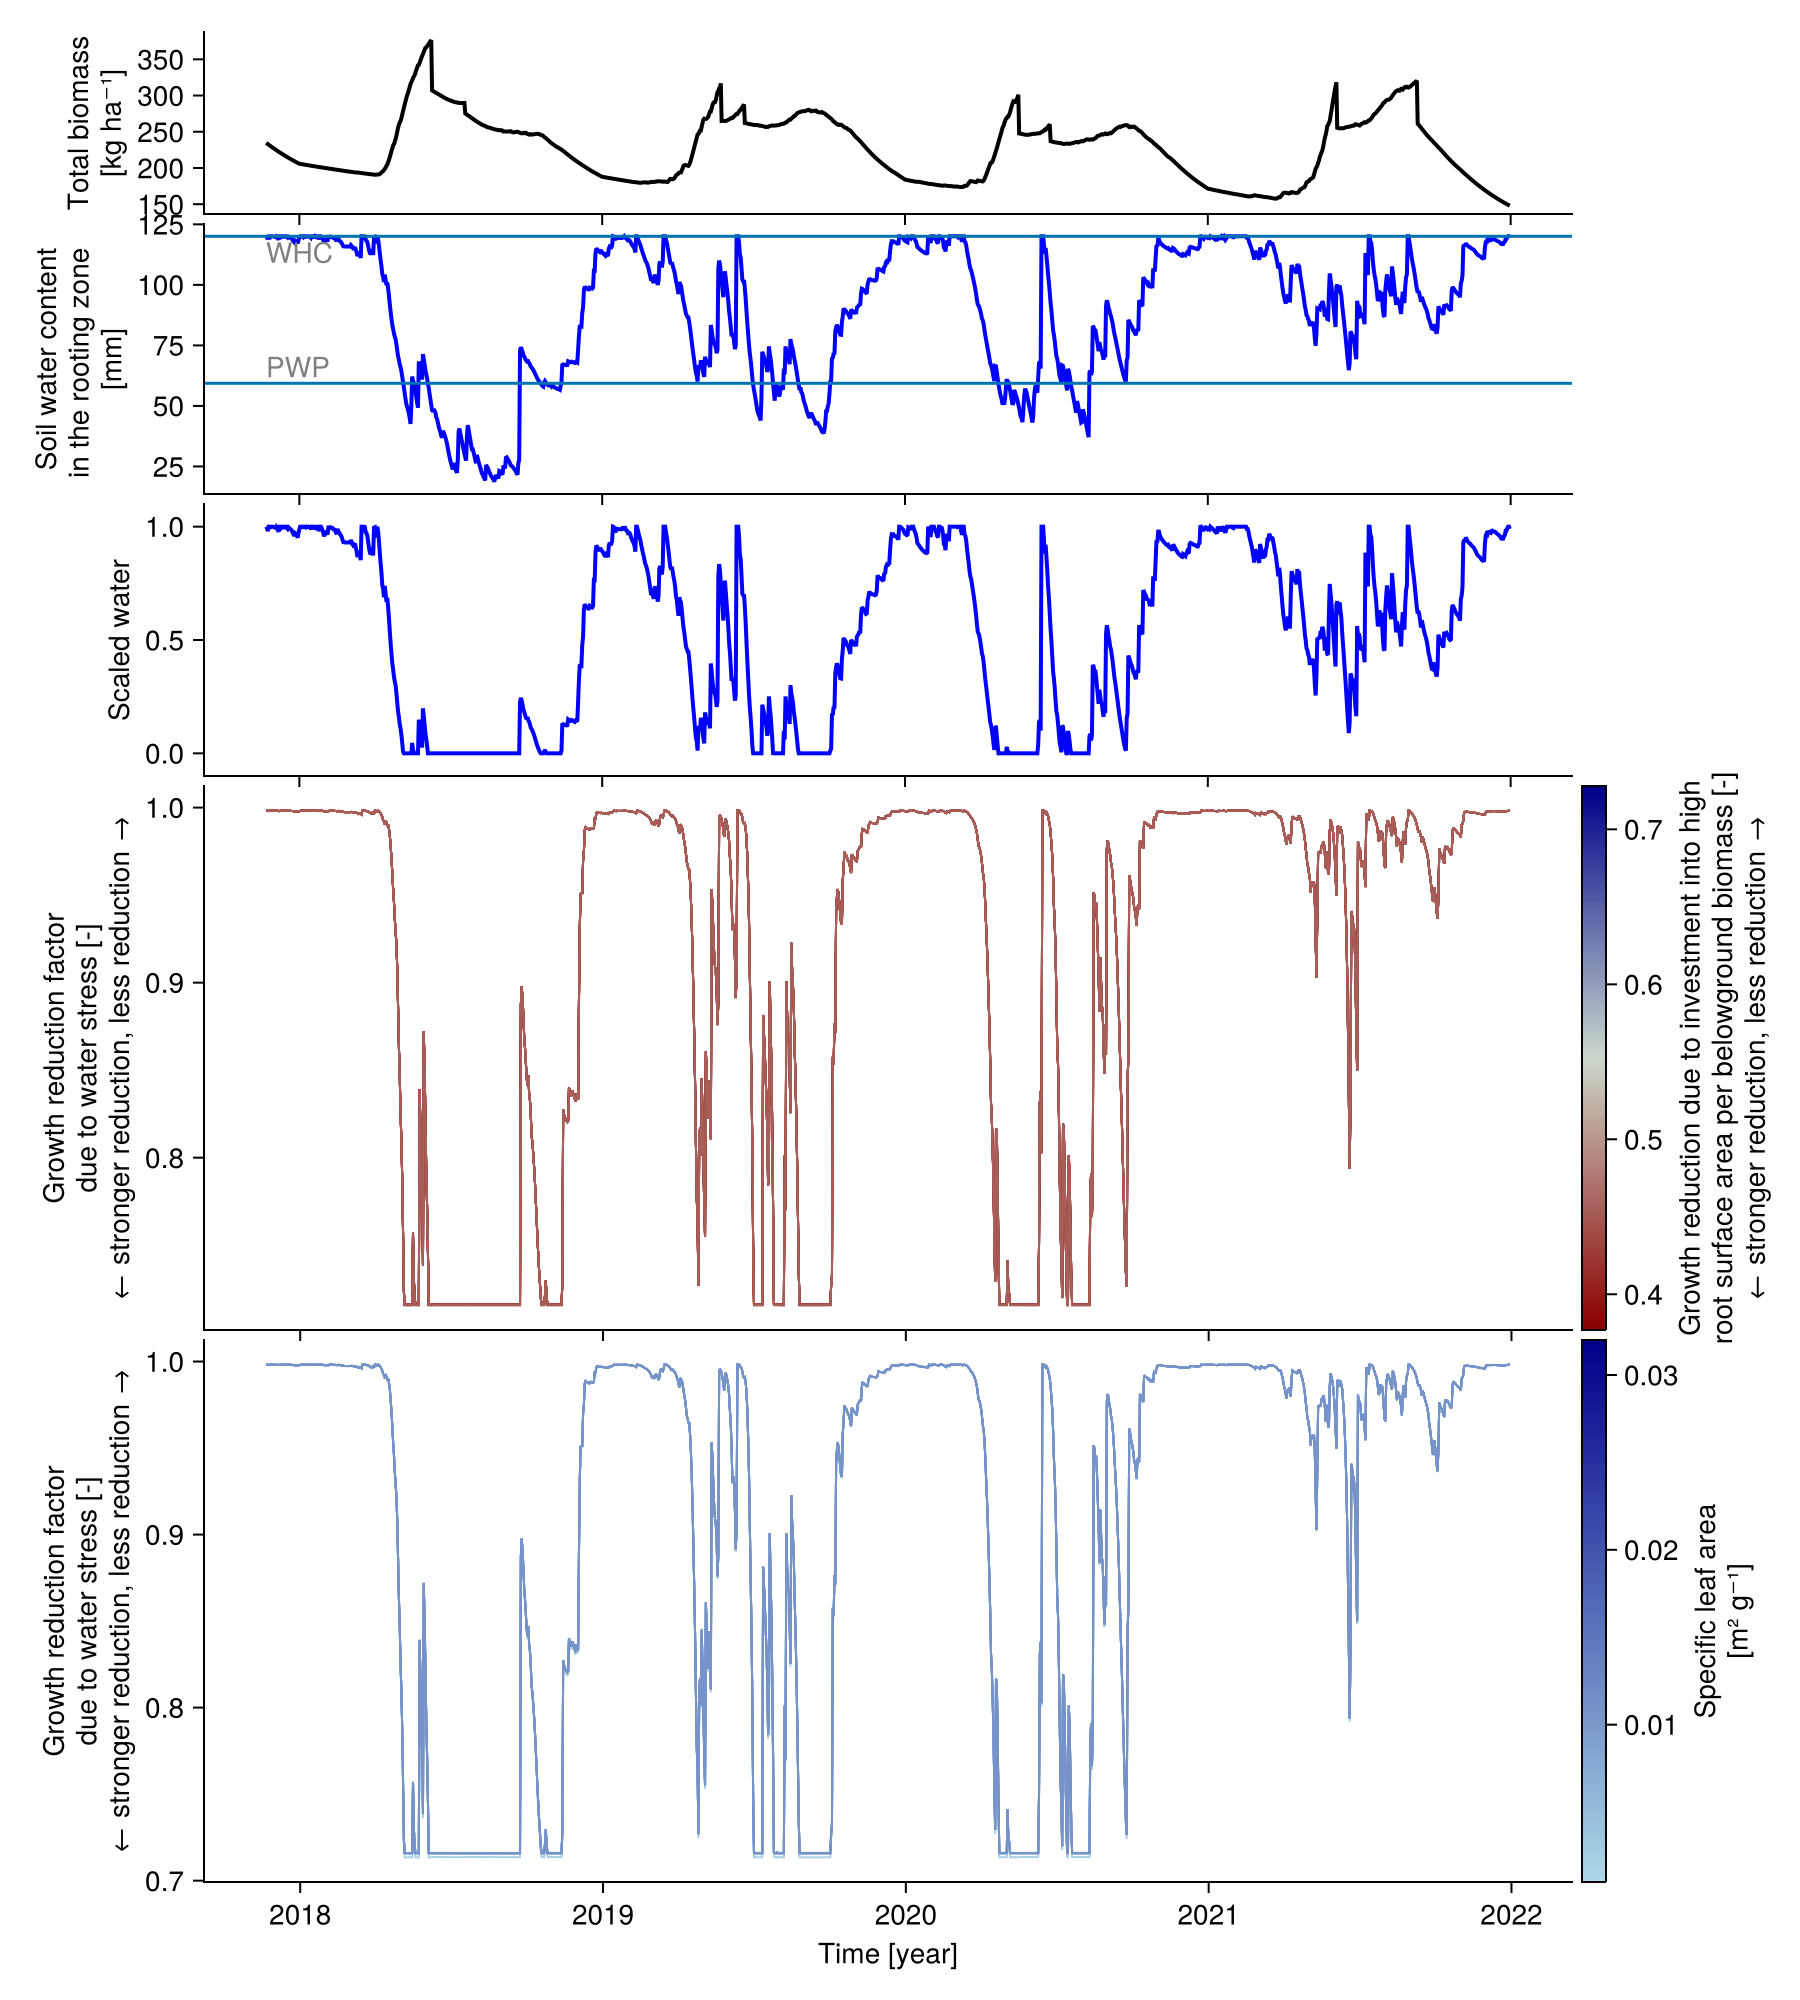 Total biomass
[kg ha⁻¹]
350
300
250
200
150
Soil water content
in the rooting zone
[mm]
125
100
75
50
25
WHC
PWP
Scaled water
1.0
0.5
0.0
Growth reduction factor
due to water stress [-]
← stronger reduction, less reduction →
1.0
0.9
0.8
0.7
0.6
0.5
0.4
Growth reduction due to investment into high
root surface area per belowground biomass [-]
← stronger reduction, less reduction →
Growth reduction factor
due to water stress [-]
← stronger reduction, less reduction →
1.0
0.9
0.8
0.7
0.03
0.02
0.01
Specific leaf area
[m² g⁻¹]
2018
2019
2020
2021
2022
Time [year]